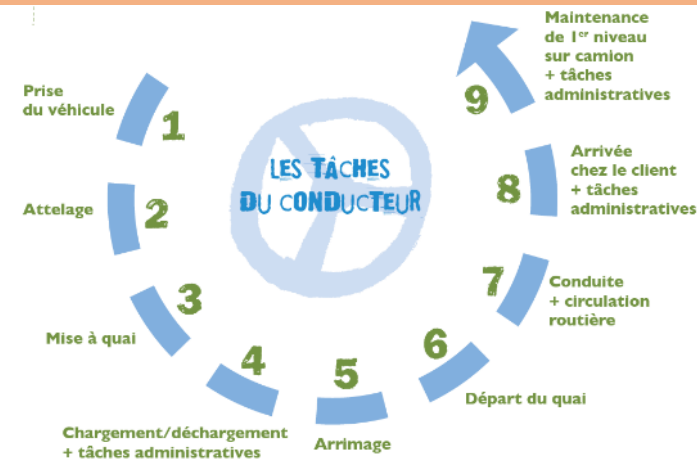 LES TÂCHES
DU CONDUCTEUR
1
Prise
du véhicule
2
Attelage
3
Mise à quai
4
Chargement/déchargement
+ tâches administratives
5
Arrimage
6
Départ du quai
7
Conduite
+ circulation
routière
8
Arrivée
chez le client
+ tâches
administratives
9
Maintenance
de 1er niveau
sur camion
+ tâches
administratives